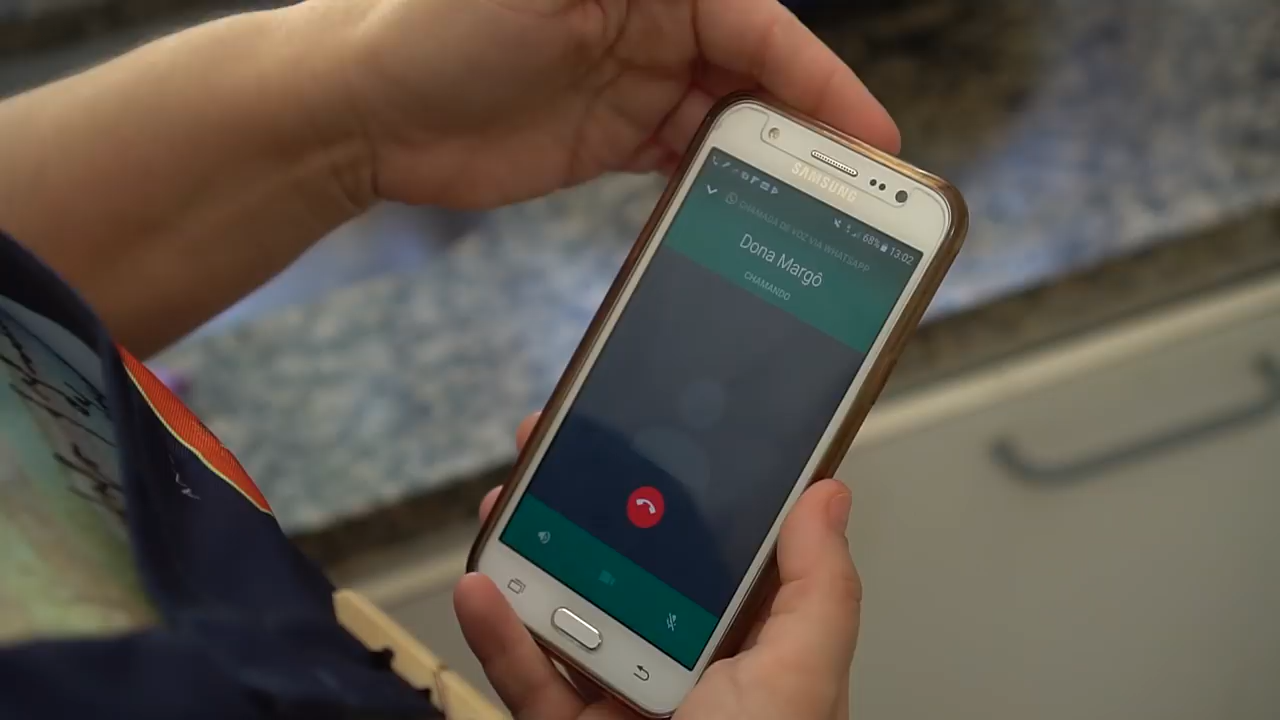 SAMSUNG
68% 13:02
CHAMADA DE VOZ VIA WHATSAPP
Dona Margô
CHAMANDO